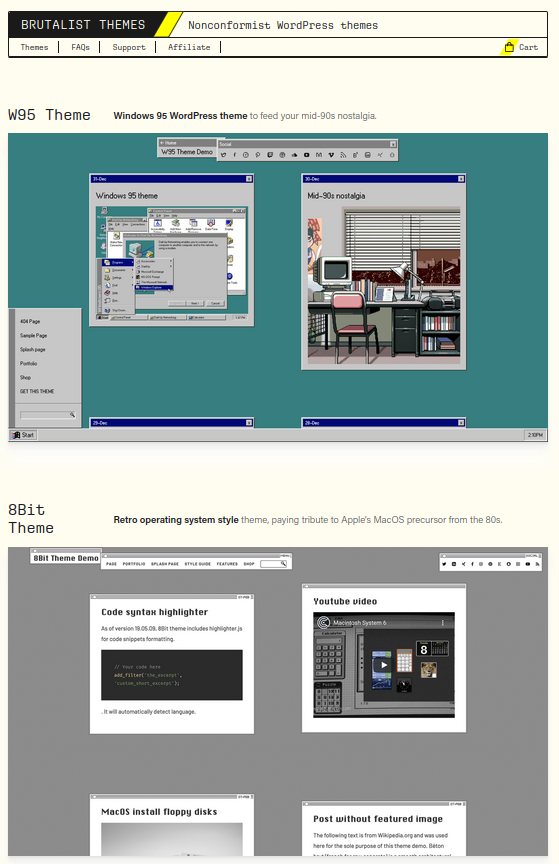 BRUTALIST THEMES
Nonconformist WordPress themes
Themes
FAQs
Support
Affiliate
Cart
W95 Theme
Windows 95 WordPress theme to feed your mid-90s nostalgia.
Home
W95 Theme Demo
Social
31-Dec
Windows 95 theme
30-Dec
Mid-90s nostalgia
404 Page
Sample Page
Splash page
Portfolio
Shop
GET THIS THEME
29-Dec
28-Dec
Start
2:10PM
8Bit
Theme
Retro operating system style theme, paying tribute to Apple's MacOS precursor from the 80s.
8Bit Theme Demo
PAGE PORTFOLIO SPLASH PAGE STYLE GUIDE FEATURES SHOP
Code syntax highlighter
As of version 19.05.09, 8Bit theme includes highlighter.js
for code snippets formatting.
// Your code here
add_filter('the_excerpt',
'custom_short_excerpt');
. It will automatically detect language.
Youtube video
Macintosh System 6
MacOS install floppy disks
Post without featured image
The following text is from Wikipedia.org and was used
here for the sole purpose of this theme demo. Béton